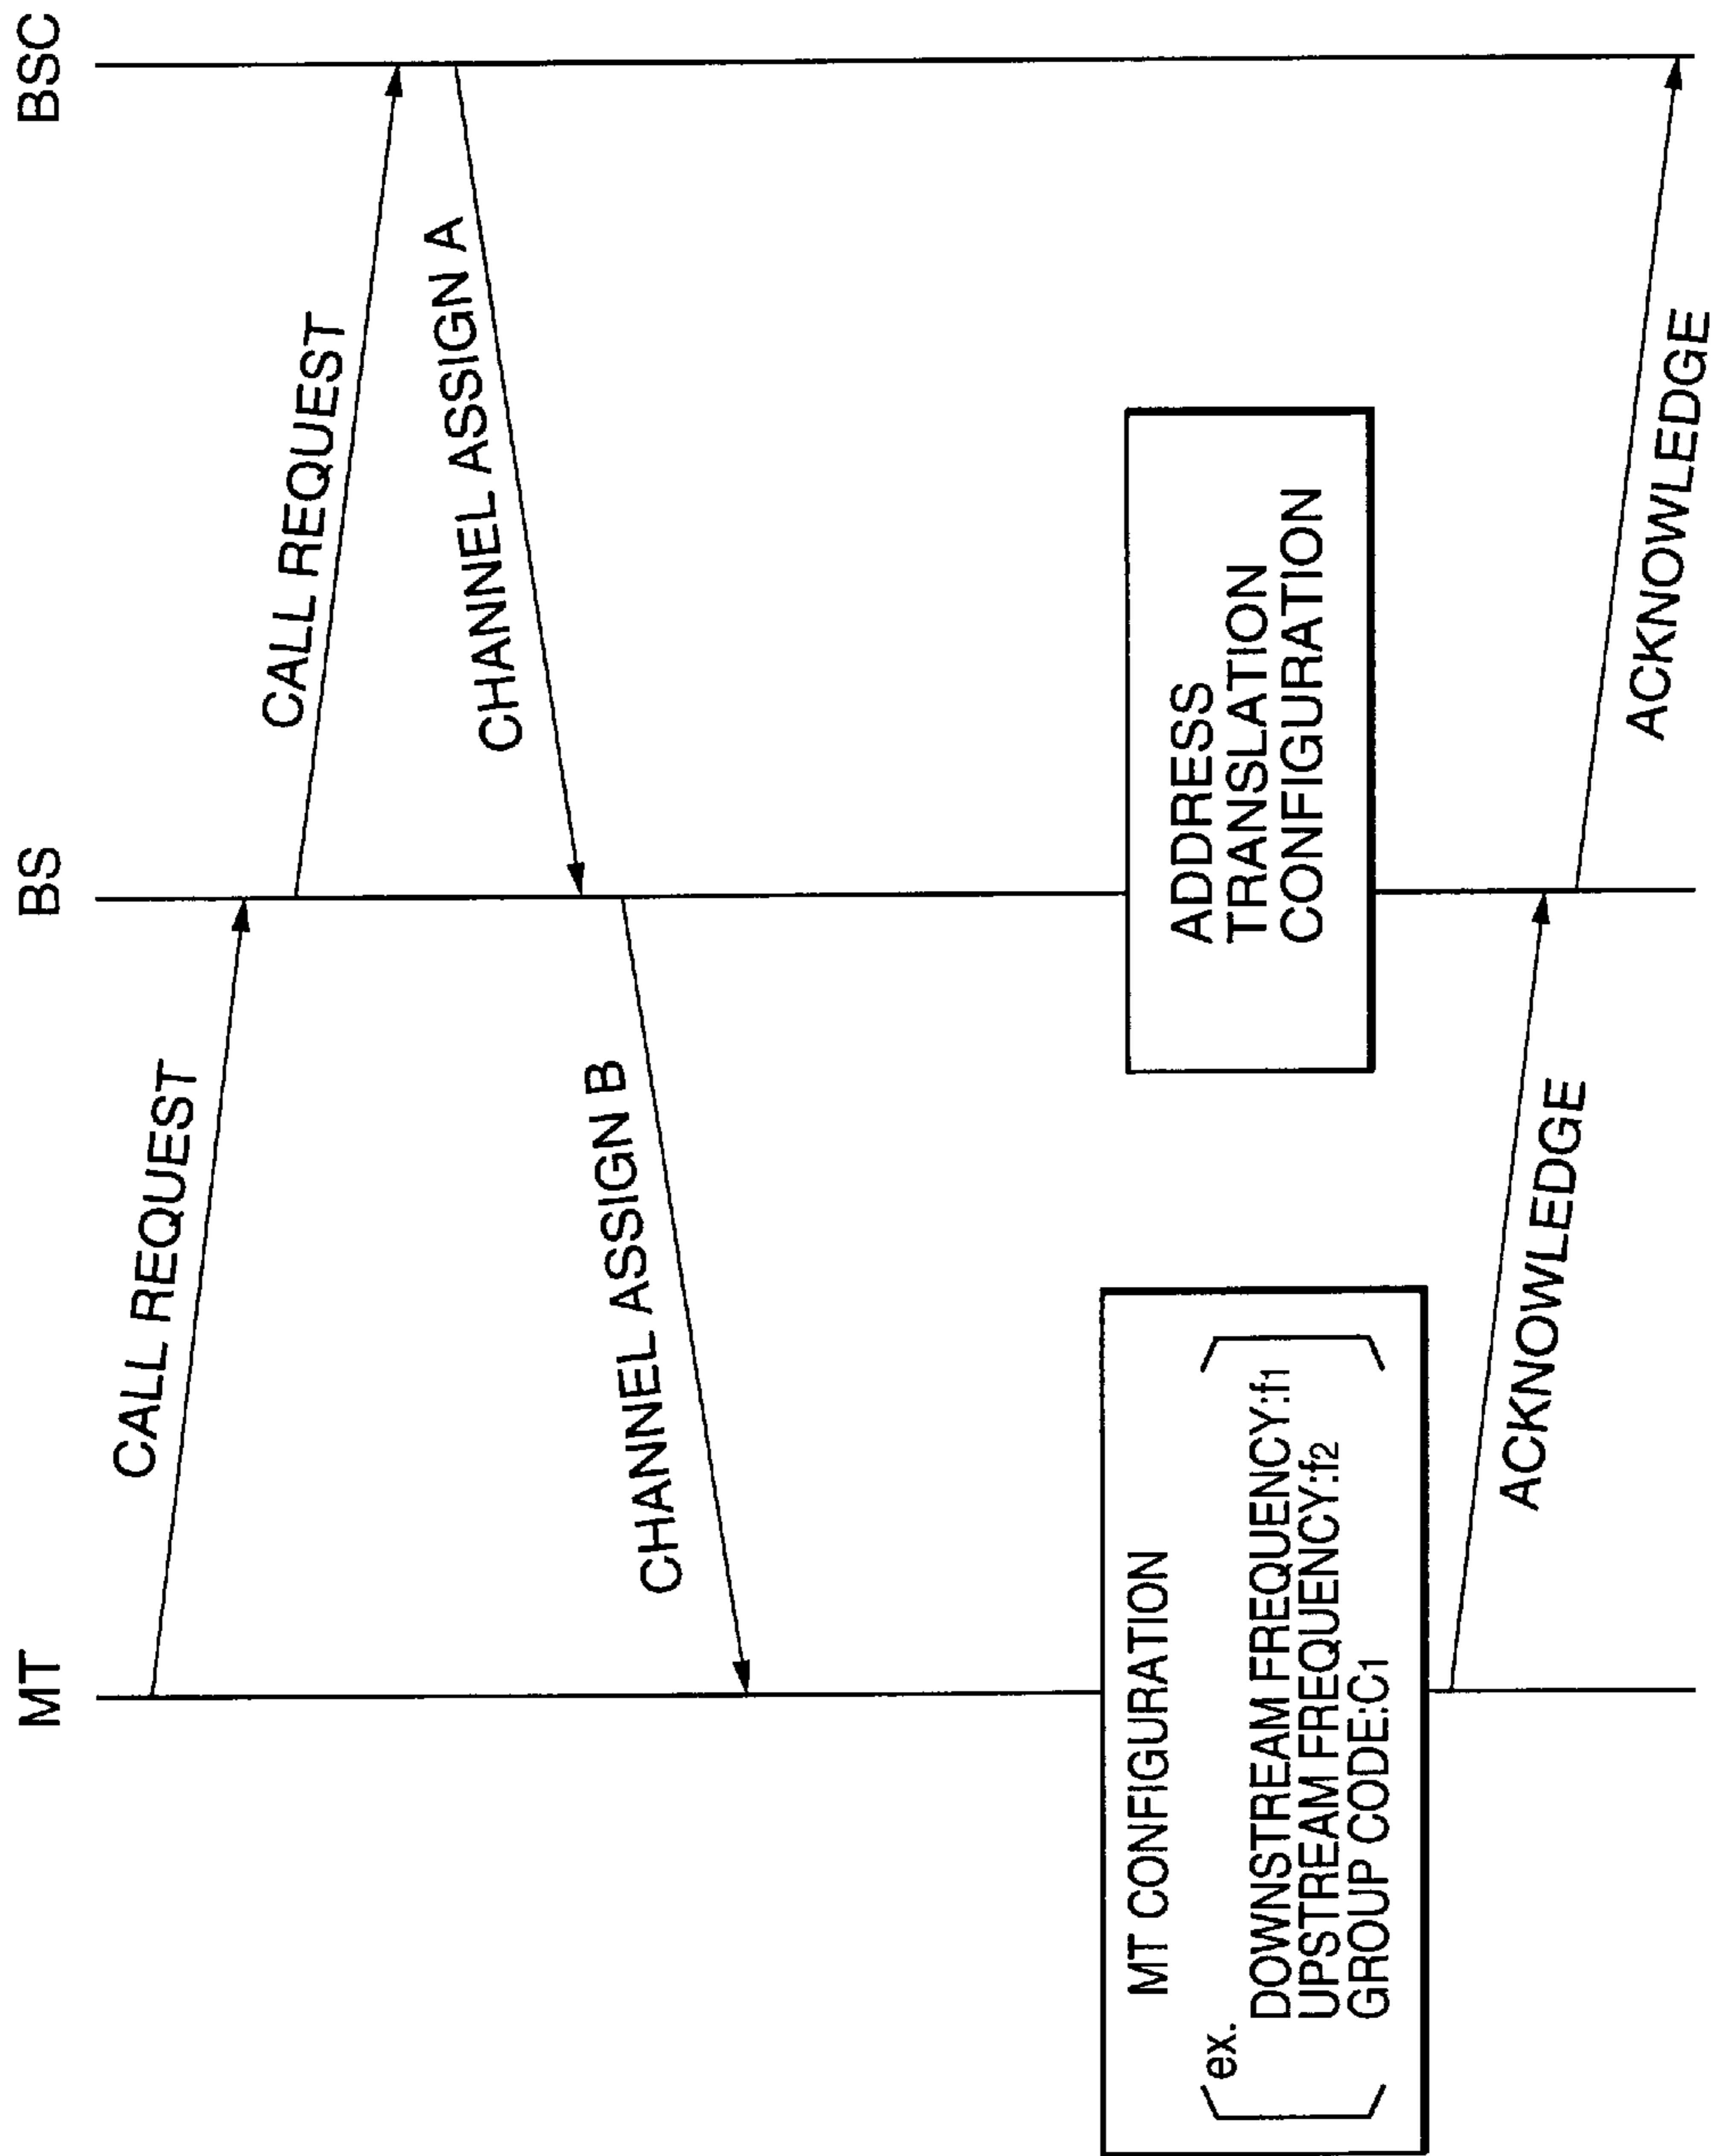 MT
BS
BSC
CALL REQUEST
CALL REQUEST
CHANNEL ASSIGN A
CHANNEL ASSIGN B
MT CONFIGURATION
ex.
DOWNSTREAM FREQUENCY:f1
UPSTREAM FREQUENCY:f2
GROUP CODE:C1
ADDRESS
TRANSLATION
CONFIGURATION
ACKNOWLEDGE
ACKNOWLEDGE